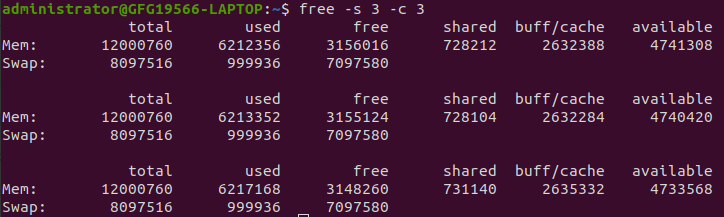 administrator@GFG19566-LAPTOP:~$ free -s 3 -c 3
              total        used        free      shared  buff/cache   available
Mem:       12000760     6212356     3156016      728212     2632388     4741308
Swap:       8097516      999936     7097580

              total        used        free      shared  buff/cache   available
Mem:       12000760     6213352     3155124      728104     2632284     4740420
Swap:       8097516      999936     7097580

              total        used        free      shared  buff/cache   available
Mem:       12000760     6217168     3148260      731140     2635332     4733568
Swap:       8097516      999936     7097580